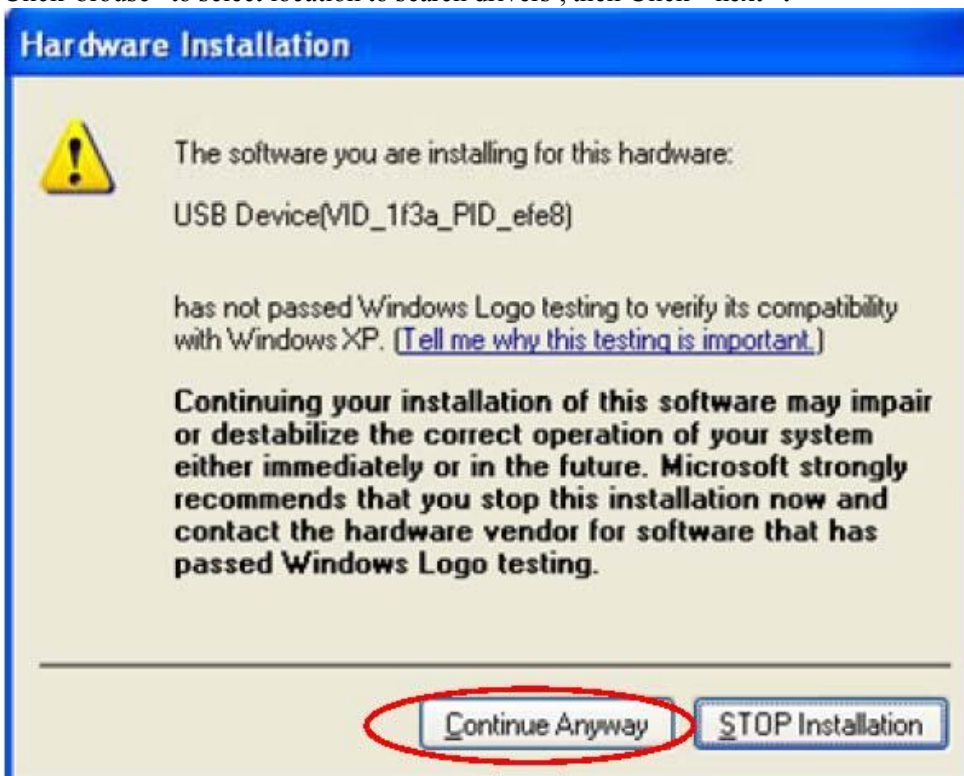 Hardware Installation
The software you are installing for this hardware:
USB Device(VID_1f3a_PID_efe8)
has not passed Windows Logo testing to verify its compatibility
with Windows XP. (Tell me why this testing is important.)
Continuing your installation of this software may impair
or destabilize the correct operation of your system
either immediately or in the future. Microsoft strongly
recommends that you stop this installation now and
contact the hardware vendor for software that has
passed Windows Logo testing.
Continue Anyway
STOP Installation